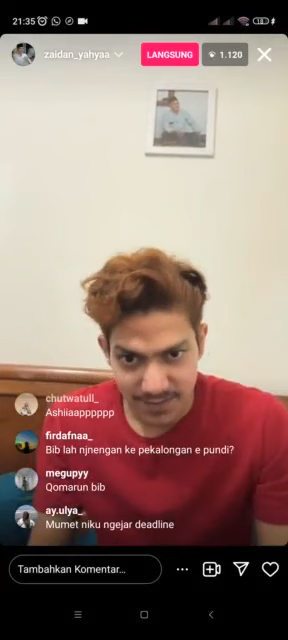 21:35
zaidan_yahyaa
LANGSUNG
1.120
chutwatull_
Ashiiaapppppp
firdafnaa_
Bib lah njnengan ke pekalongan e pundi?
megupyy
Qomarun bib
ay.ulya_
Mumet niku ngejar deadline
Tambahkan Komentar...